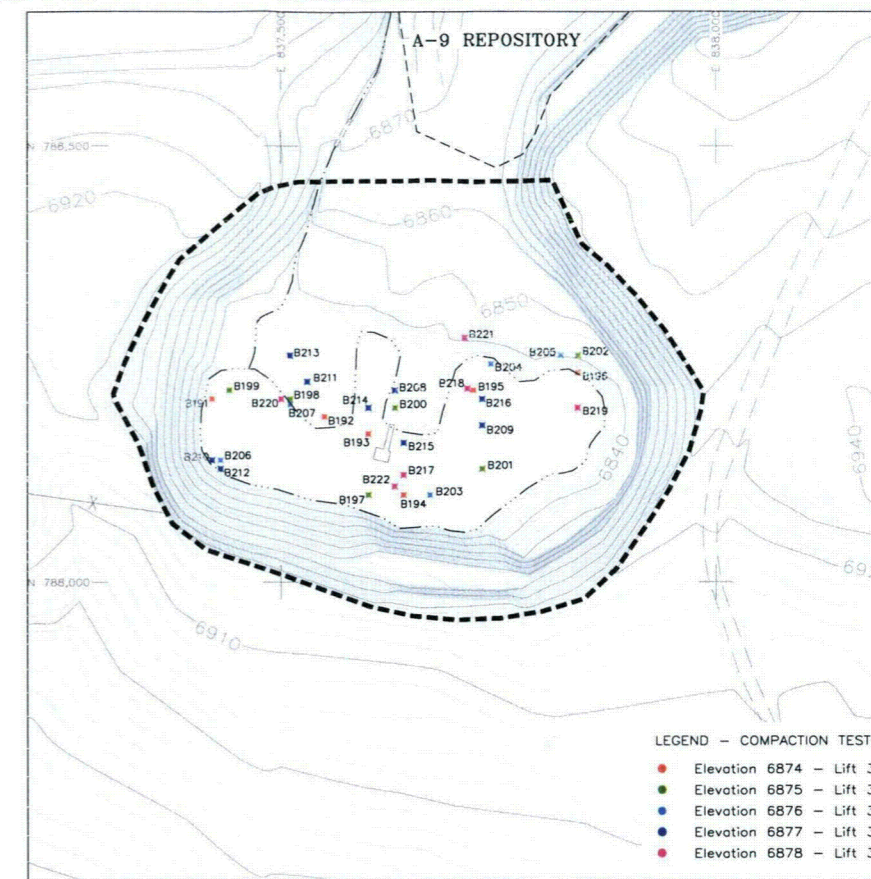 A-9 REPOSITORY
E 837,500
E 838,000
6870
N 788,500
6920
6860
6850
B221
B213
B205
B202
B204
B211
B199
B198
B208
B218
B195
B191
B220
B207
B214
B200
B216
B219
B192
B209
B193
B215
6940
6840
B206
B212
B217
B201
B222
B197
B203
B194
N 788,000
6910
LEGEND – COMPACTION TEST
Elevation 6874 – Lift
Elevation 6875 – Lift
Elevation 6876 – Lift
Elevation 6877 – Lift
Elevation 6878 – Lift